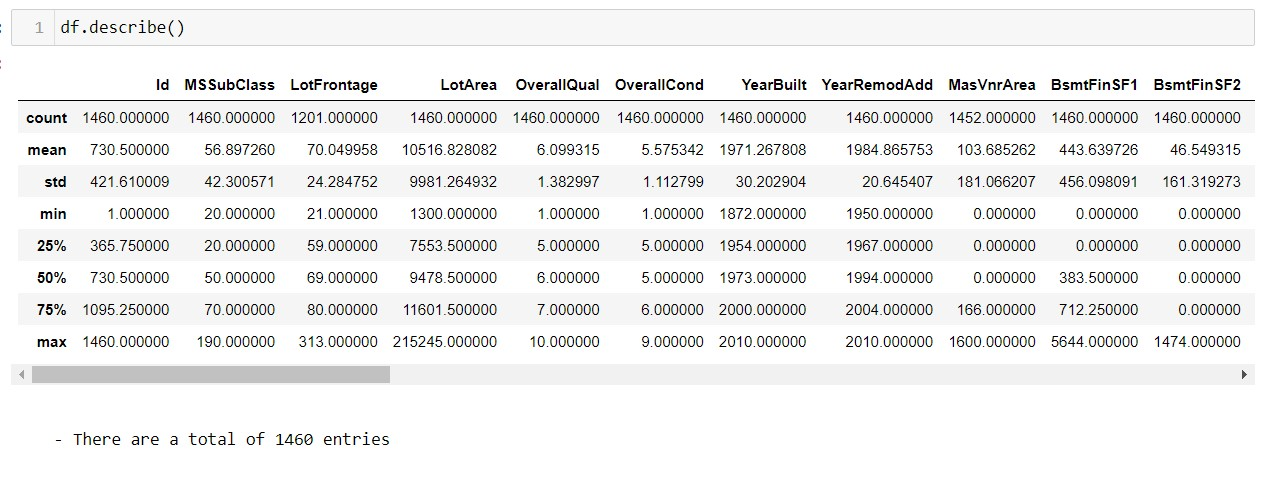 1 df.describe()
Id MSSubClass LotFrontage LotArea OverallQual OverallCond YearBuilt YearRemodAdd MasVnrArea BsmtFinSF1 BsmtFinSF2
count 1460.000000 1460.000000 1201.000000 1460.000000 1460.000000 1460.000000 1460.000000 1460.000000 1452.000000 1460.000000 1460.000000
mean 730.500000 56.897260 70.049958 10516.828082 6.099315 5.575342 1971.267808 1984.865753 103.685262 443.639726 46.549315
std 421.610009 42.300571 24.284752 9981.264932 1.382997 1.112799 30.202904 20.645407 181.066207 456.098091 161.319273
min 1.000000 20.000000 21.000000 1300.000000 1.000000 1.000000 1872.000000 1950.000000 0.000000 0.000000 0.000000
25% 365.750000 20.000000 59.000000 7553.500000 5.000000 5.000000 1954.000000 1967.000000 0.000000 0.000000 0.000000
50% 730.500000 50.000000 69.000000 9478.500000 6.000000 5.000000 1973.000000 1994.000000 0.000000 383.500000 0.000000
75% 1095.250000 70.000000 80.000000 11601.500000 7.000000 6.000000 2000.000000 2004.000000 166.000000 712.250000 0.000000
max 1460.000000 190.000000 313.000000 215245.000000 10.000000 9.000000 2010.000000 2010.000000 1600.000000 5644.000000 1474.000000
- There are a total of 1460 entries